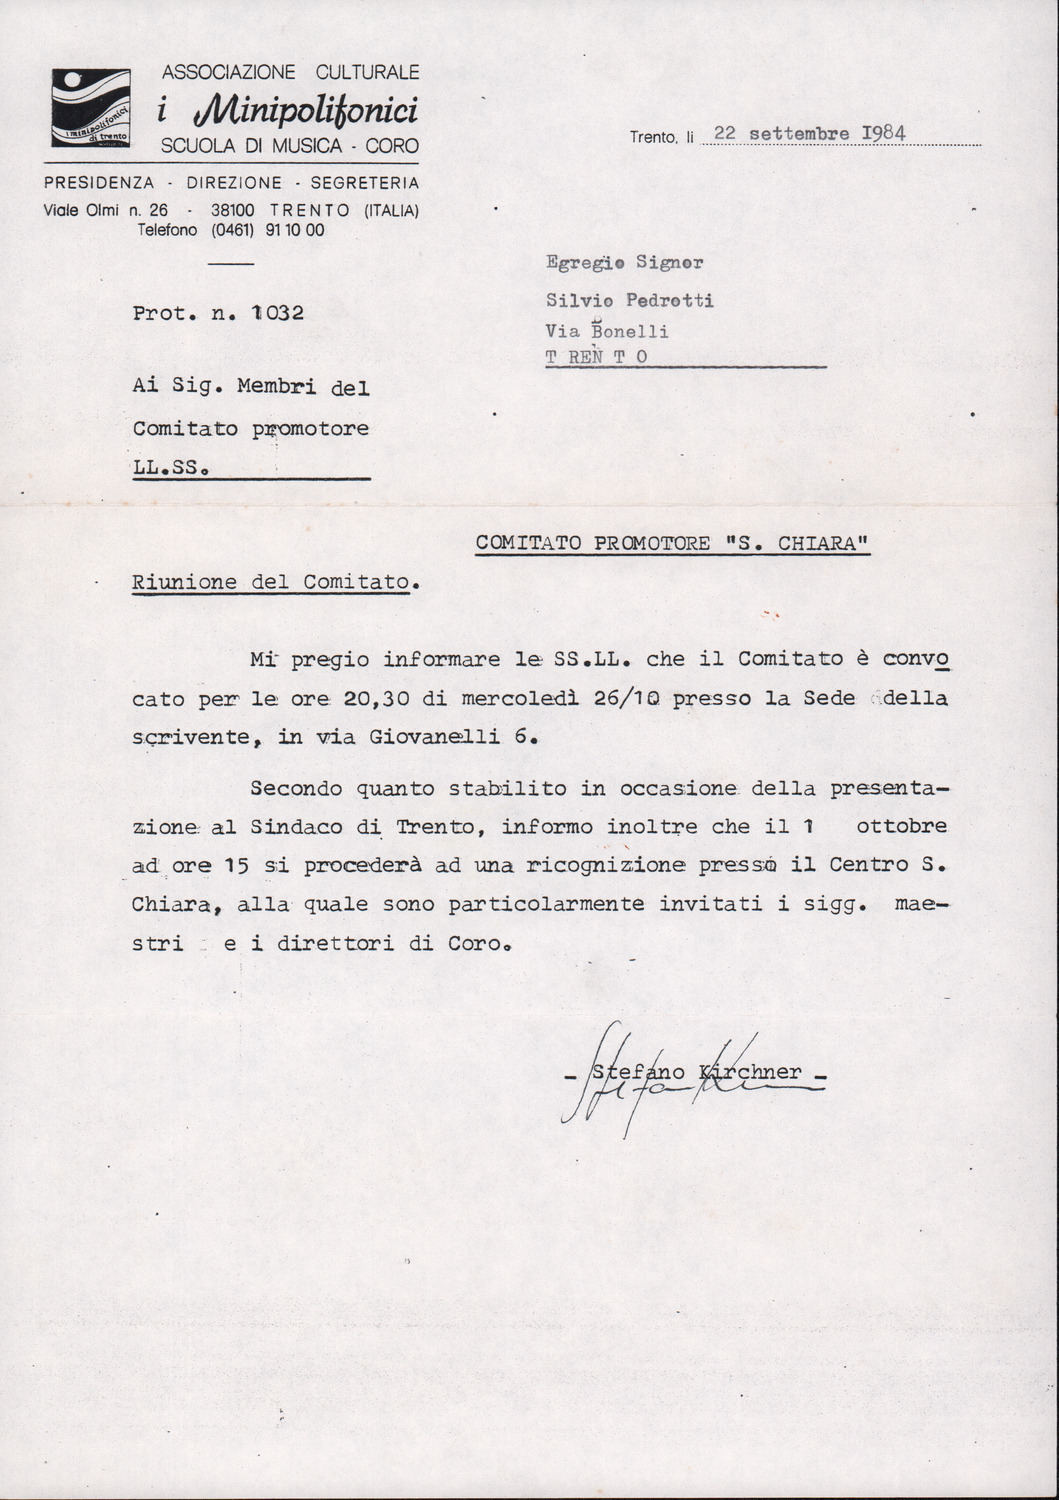 i minipolifonici
di trento
ASSOCIAZIONE CULTURALE
i Minipolifonici
SCUOLA DI MUSICA - CORO
PRESIDENZA - DIREZIONE - SEGRETERIA
Viale Olmi n. 26 - 38100 TRENTO (ITALIA)
Telefono (0461) 91 10 00
Trento, li 22 settembre I984
Egregio Signor
Silvio Pedrotti
Via Bonelli
T REN T O
Prot. n. 1032
Ai Sig. Membri del
Comitato promotore
LL.SS.
COMITATO PROMOTORE "S. CHIARA"
Riunione del Comitato.
Mi pregio informare le SS.LL. che il Comitato è convo
cato per le ore 20,30 di mercoledì 26/10 presso la Sede della
scrivente, in via Giovanelli 6.
Secondo quanto stabilito in occasione della presenta-
zione al Sindaco di Trento, informo inoltre che il 1 ottobre
ad ore 15 si procederà ad una ricognizione presso il Centro S.
Chiara, alla quale sono particolarmente invitati i sigg. mae-
stri e i direttori di Coro.
- Stefano Kirchner -